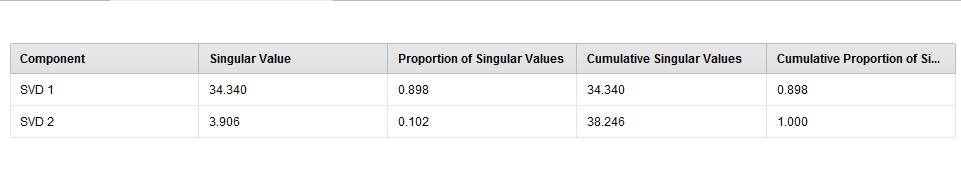 Component Singular Value Proportion of Singular Values Cumulative Singular Values Cumulative Proportion of Si...
SVD 1 34.340 0.898 34.340 0.898
SVD 2 3.906 0.102 38.246 1.000